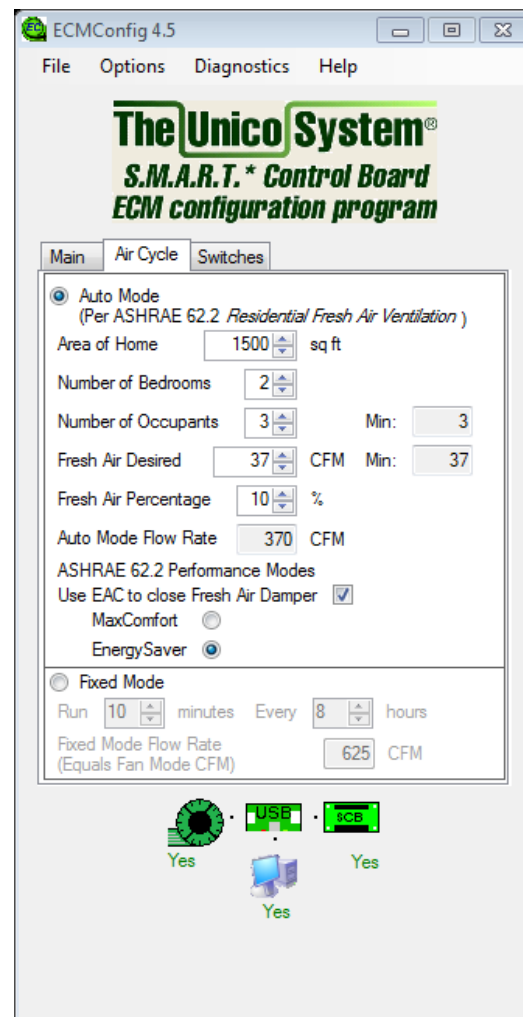 ECMConfig 4.5
File Options Diagnostics Help
The Unico System®
S.M.A.R.T.* Control Board
ECM configuration program
Main Air Cycle Switches
Auto Mode
(Per ASHRAE 62.2 Residential Fresh Air Ventilation )
Area of Home 1500 sq ft
Number of Bedrooms 2
Number of Occupants 3 Min: 3
Fresh Air Desired 37 CFM Min: 37
Fresh Air Percentage 10 %
Auto Mode Flow Rate 370 CFM
ASHRAE 62.2 Performance Modes
Use EAC to close Fresh Air Damper
MaxComfort
EnergySaver
Fixed Mode
Run 10 minutes Every 8 hours
Fixed Mode Flow Rate 625 CFM
(Equals Fan Mode CFM)
USB SCB
Yes Yes
Yes